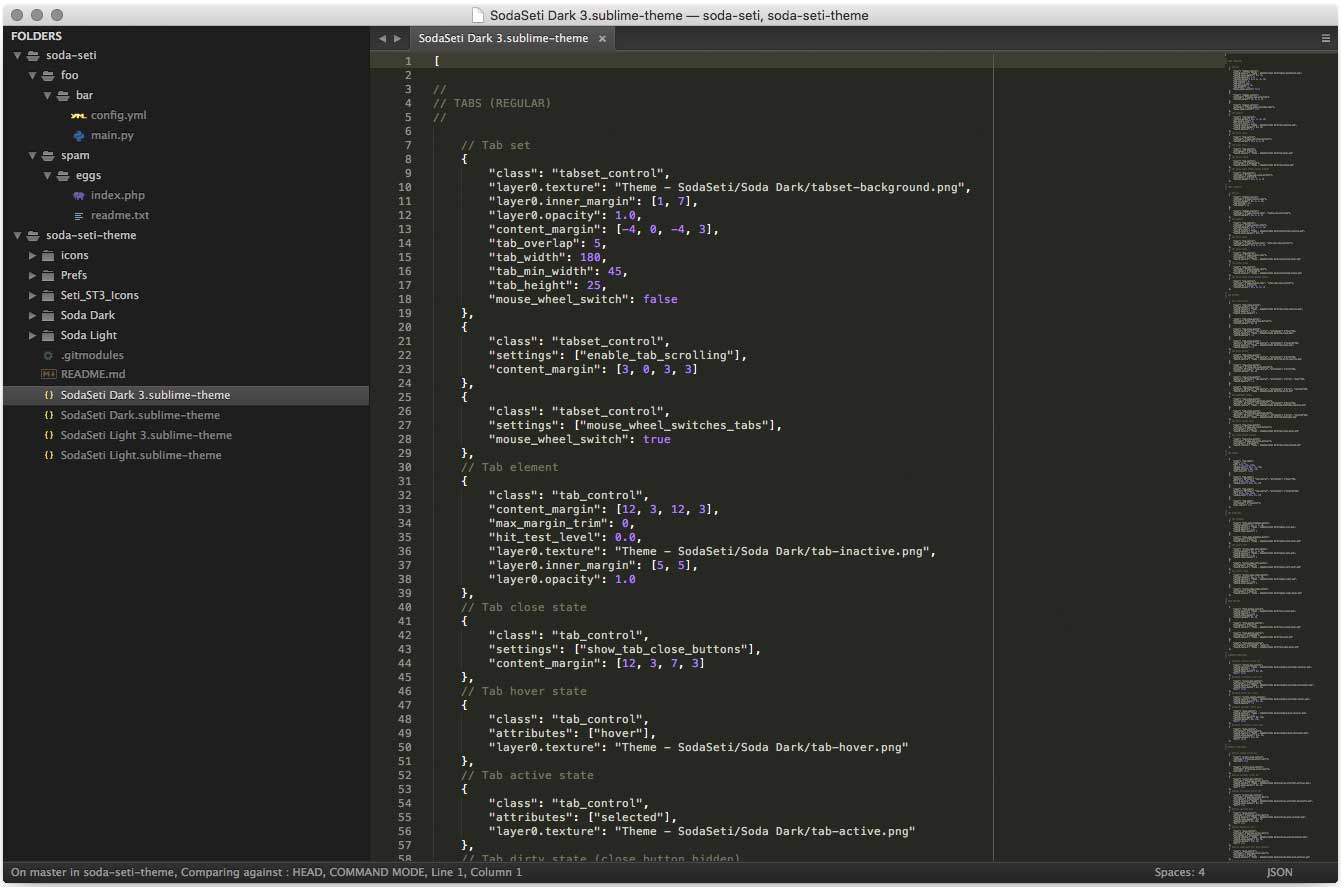 SodaSeti Dark 3.sublime-theme — soda-seti, soda-seti-theme
FOLDERS
soda-seti
foo
bar
YML config.yml
main.py
spam
eggs
index.php
readme.txt
soda-seti-theme
icons
Prefs
Seti_ST3_Icons
Soda Dark
Soda Light
.gitmodules
README.md
{} SodaSeti Dark 3.sublime-theme
{} SodaSeti Dark.sublime-theme
{} SodaSeti Light 3.sublime-theme
{} SodaSeti Light.sublime-theme
SodaSeti Dark 3.sublime-theme ×
1 [
2
3 //
4 // TABS (REGULAR)
5 //
6
7     // Tab set
8     {
9         "class": "tabset_control",
10         "layer0.texture": "Theme - SodaSeti/Soda Dark/tabset-background.png",
11         "layer0.inner_margin": [1, 7],
12         "layer0.opacity": 1.0,
13         "content_margin": [-4, 0, -4, 3],
14         "tab_overlap": 5,
15         "tab_width": 180,
16         "tab_min_width": 45,
17         "tab_height": 25,
18         "mouse_wheel_switch": false
19     },
20     {
21         "class": "tabset_control",
22         "settings": ["enable_tab_scrolling"],
23         "content_margin": [3, 0, 3, 3]
24     },
25     {
26         "class": "tabset_control",
27         "settings": ["mouse_wheel_switches_tabs"],
28         "mouse_wheel_switch": true
29     },
30     // Tab element
31     {
32         "class": "tab_control",
33         "content_margin": [12, 3, 12, 3],
34         "max_margin_trim": 0,
35         "hit_test_level": 0.0,
36         "layer0.texture": "Theme - SodaSeti/Soda Dark/tab-inactive.png",
37         "layer0.inner_margin": [5, 5],
38         "layer0.opacity": 1.0
39     },
40     // Tab close state
41     {
42         "class": "tab_control",
43         "settings": ["show_tab_close_buttons"],
44         "content_margin": [12, 3, 7, 3]
45     },
46     // Tab hover state
47     {
48         "class": "tab_control",
49         "attributes": ["hover"],
50         "layer0.texture": "Theme - SodaSeti/Soda Dark/tab-hover.png"
51     },
52     // Tab active state
53     {
54         "class": "tab_control",
55         "attributes": ["selected"],
56         "layer0.texture": "Theme - SodaSeti/Soda Dark/tab-active.png"
57     },
58     // Tab dirty state (close button hidden)
On master in soda-seti-theme, Comparing against : HEAD, COMMAND MODE, Line 1, Column 1
Spaces: 4
JSON